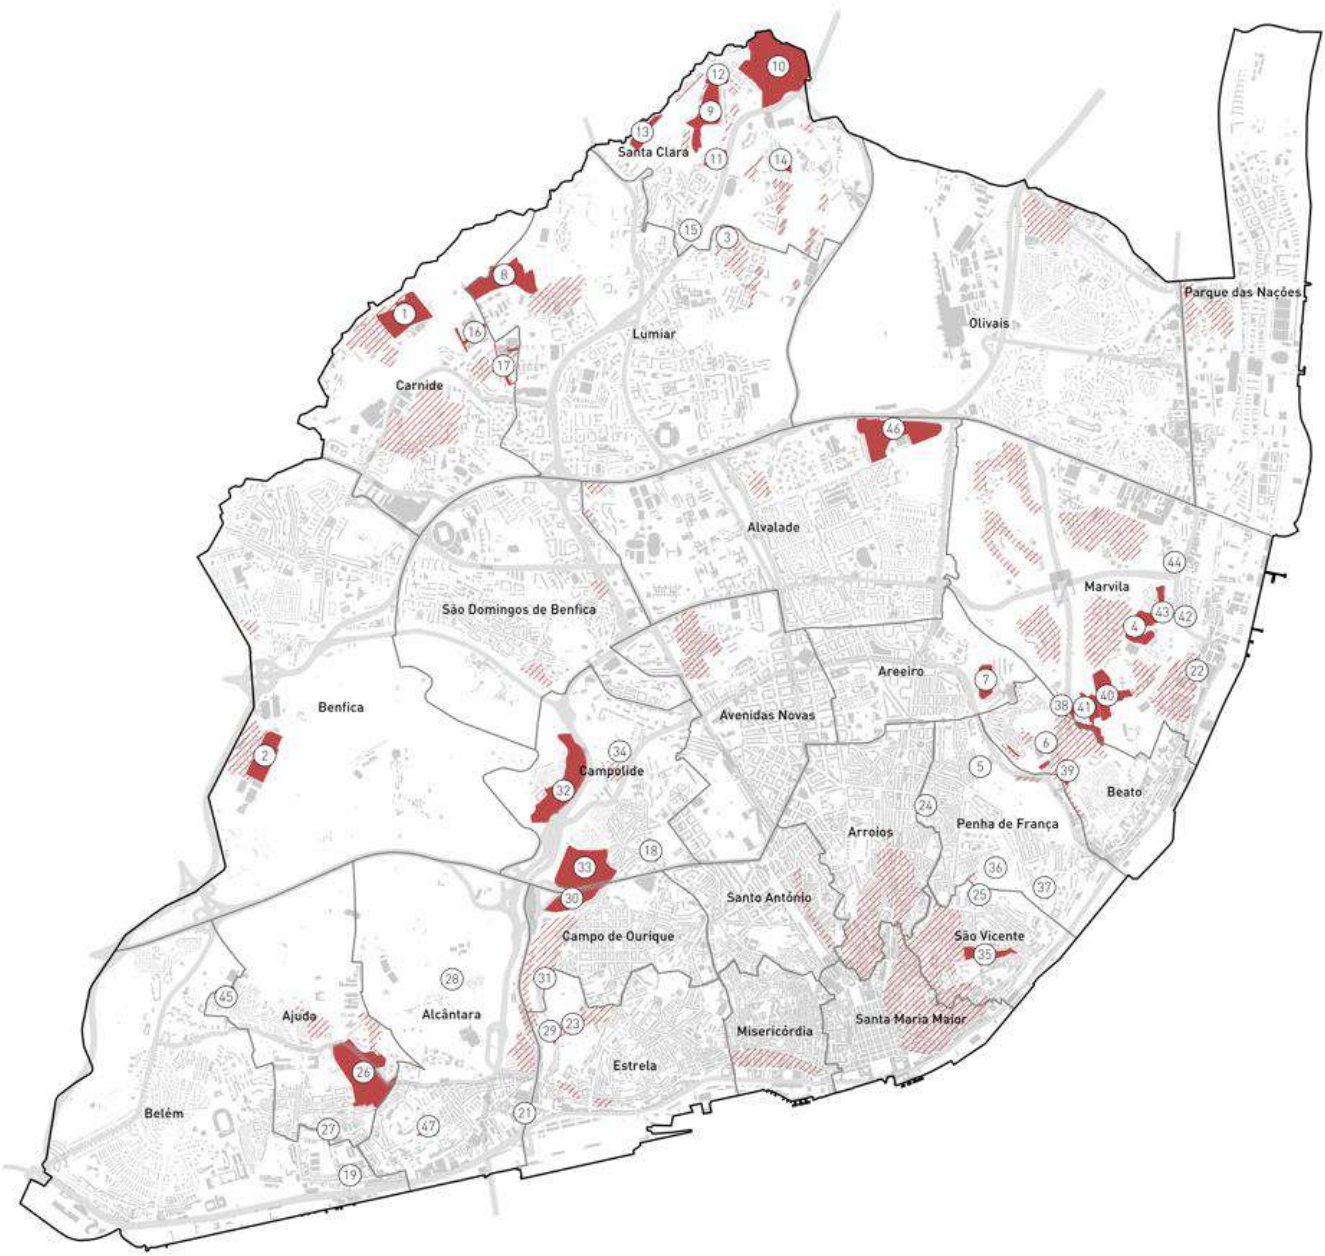 10
12
9
13
Santa Clara
11
14
15
3
8
Parque das Nações
1
Olivais
16
Lumiar
17
Carnide
46
Alvalade
44
Marvila
São Domingos de Benfica
43
42
4
Areeiro
22
7
40
38
41
Benfica
Avenidas Novas
6
34
2
5
Campolide
39
32
Beato
24
Penha de França
Arroios
18
33
36
37
25
Santo António
30
Campo de Ourique
São Vicente
35
28
31
45
Ajuda
Alcântara
23
29
Santa Maria Maior
Misericórdia
26
Estrela
Belém
21
47
27
19